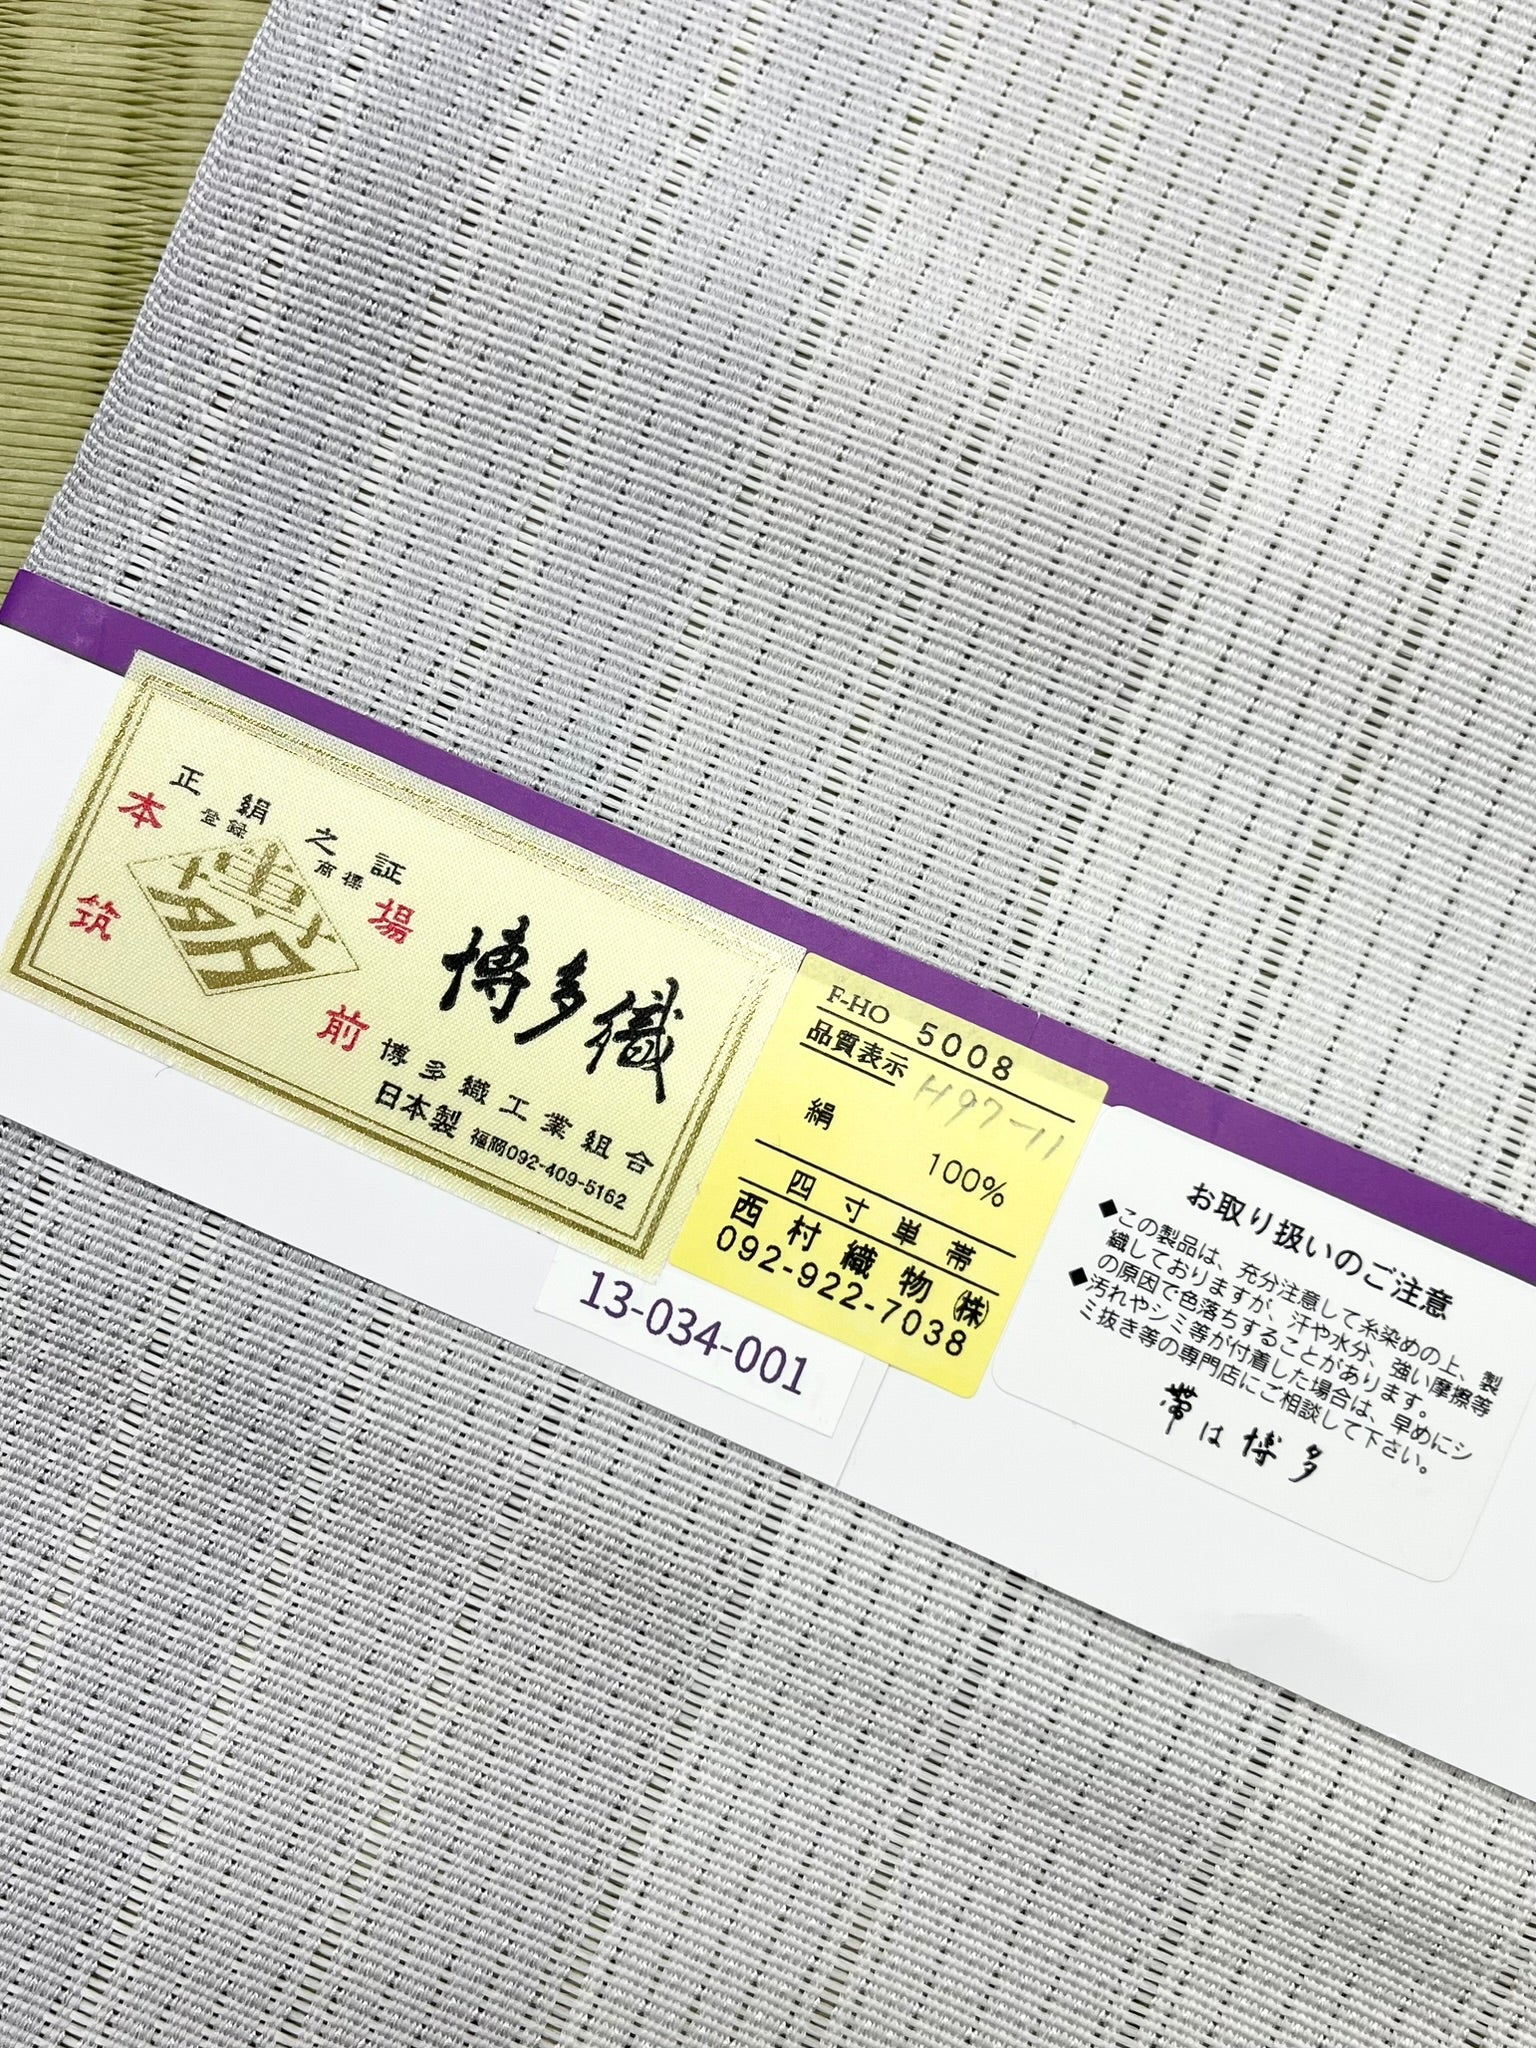 正絹之証
登録商標
本場
筑前
博多織
博多織工業組合
日本製 福岡092-409-5162
F-HO 5008
品質表示 H97-11
絹
100%
四寸単帯
西村織物㈱
092-922-7038
13-034-001
お取り扱いのご注意
◆この製品は、充分注意して糸染めの上、製
織しておりますが、汗や水分、強い摩擦等
の原因で色落ちすることがあります。
◆汚れやシミ等が付着した場合は、早めにシ
ミ抜き等の専門店にご相談して下さい。
帯は博多